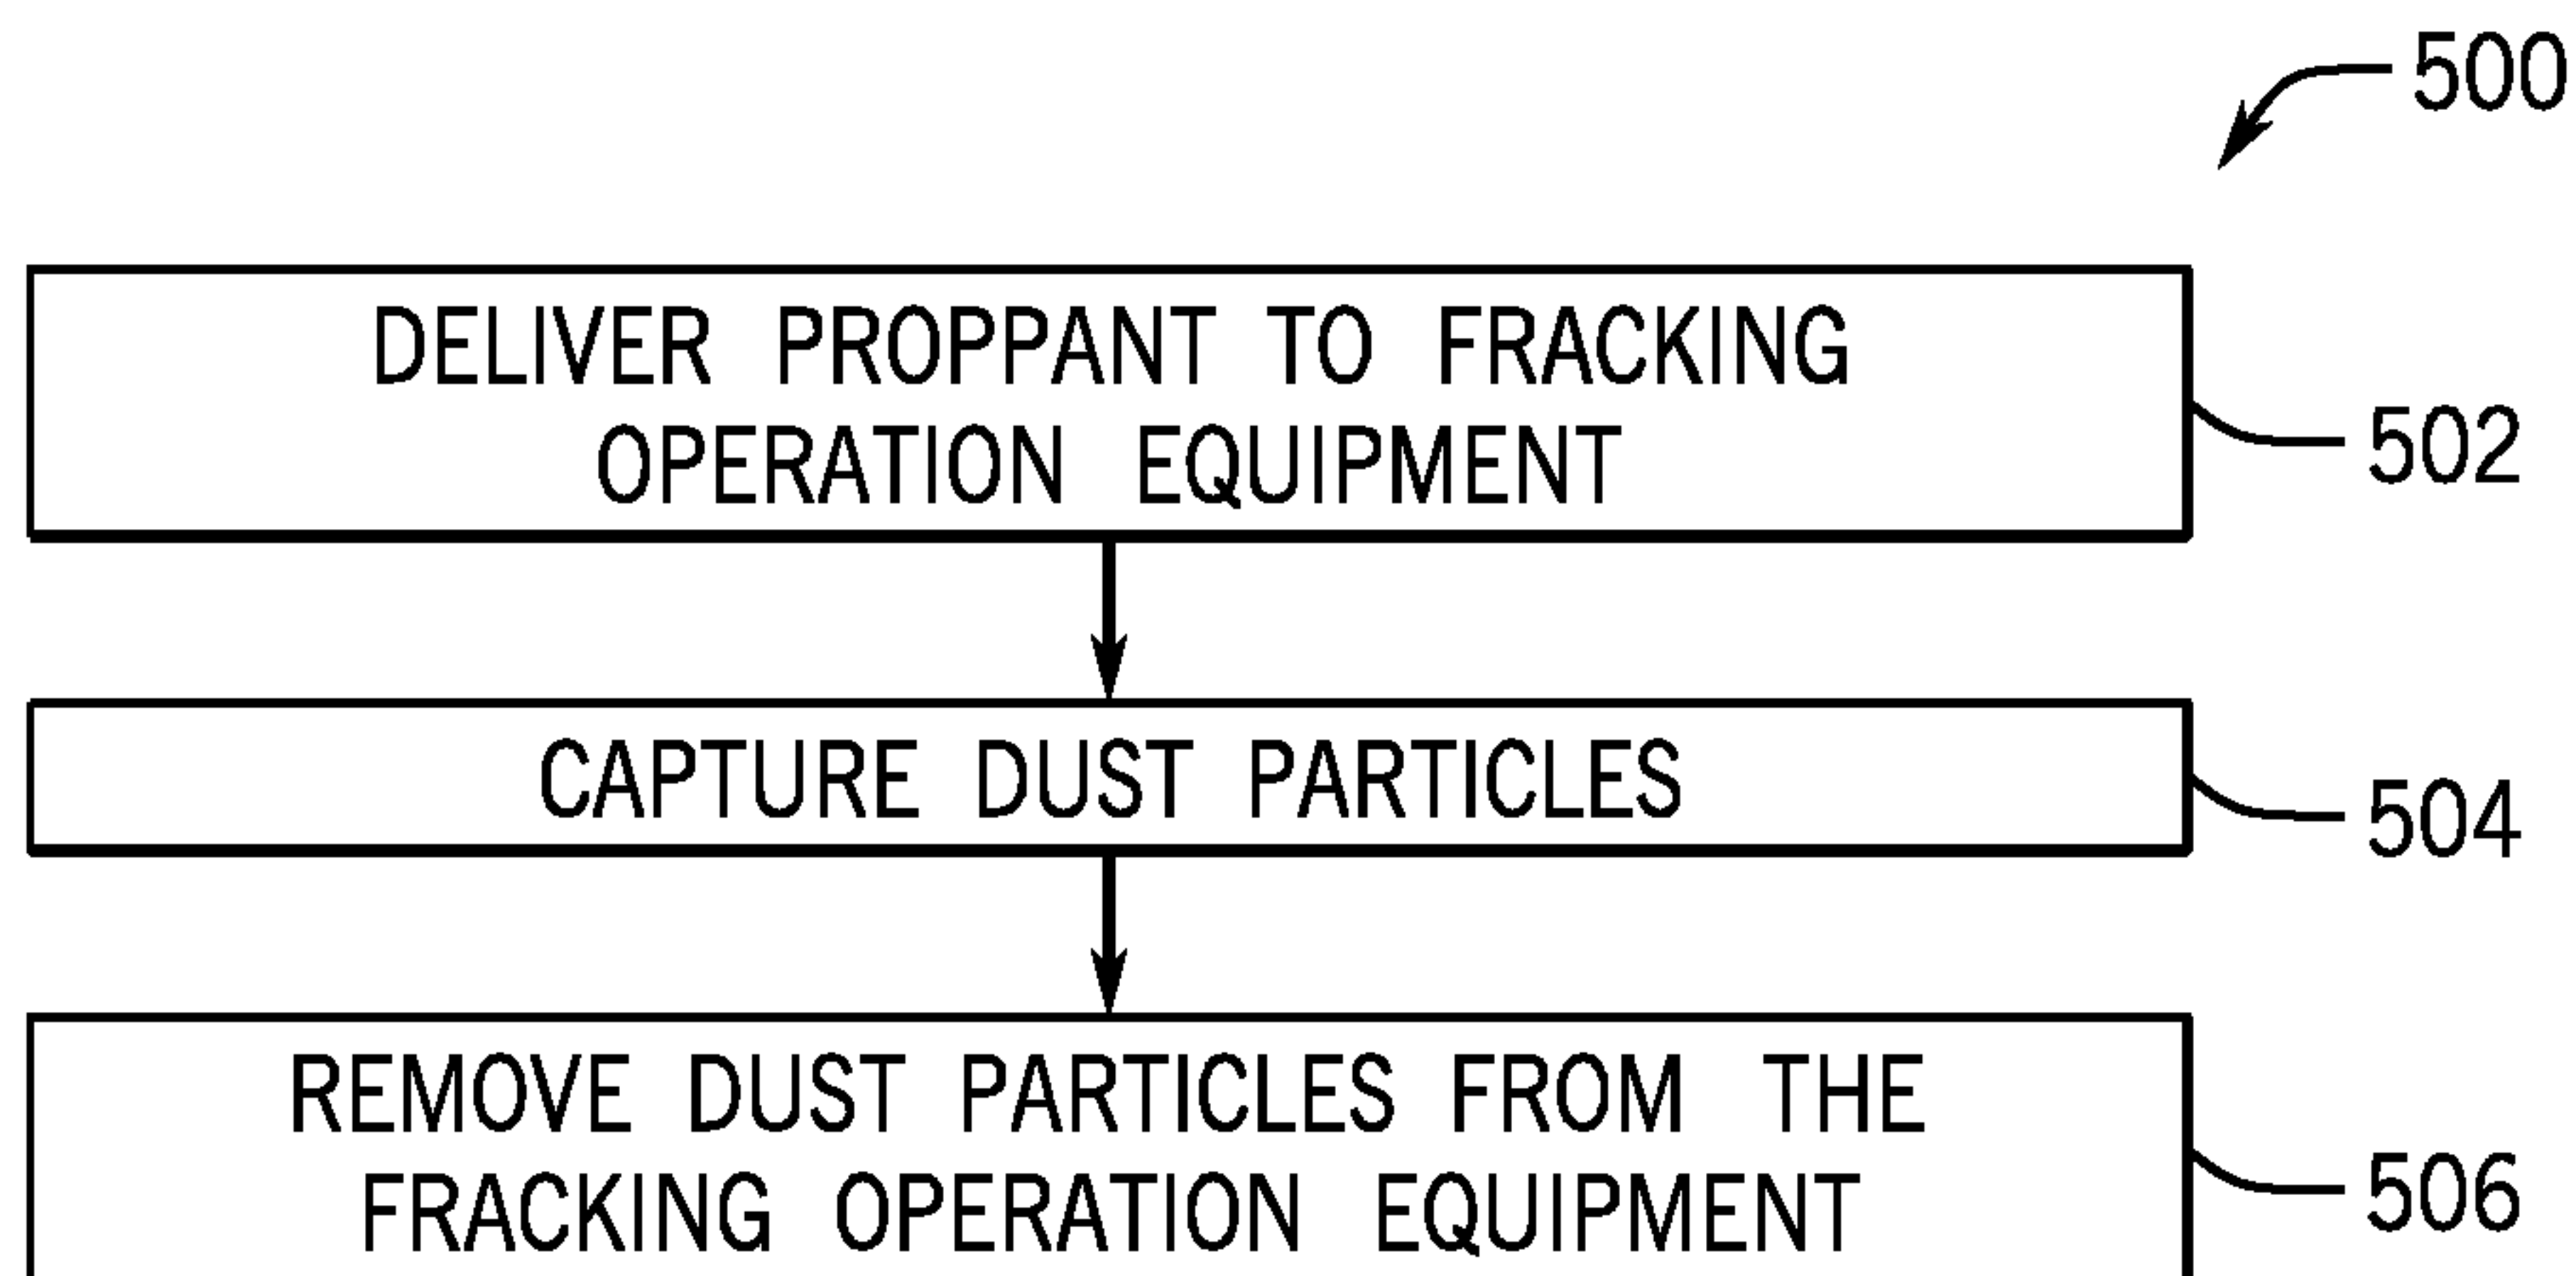 500
DELIVER PROPPANT TO FRACKING
OPERATION EQUIPMENT
502
CAPTURE DUST PARTICLES
504
REMOVE DUST PARTICLES FROM THE
FRACKING OPERATION EQUIPMENT
506